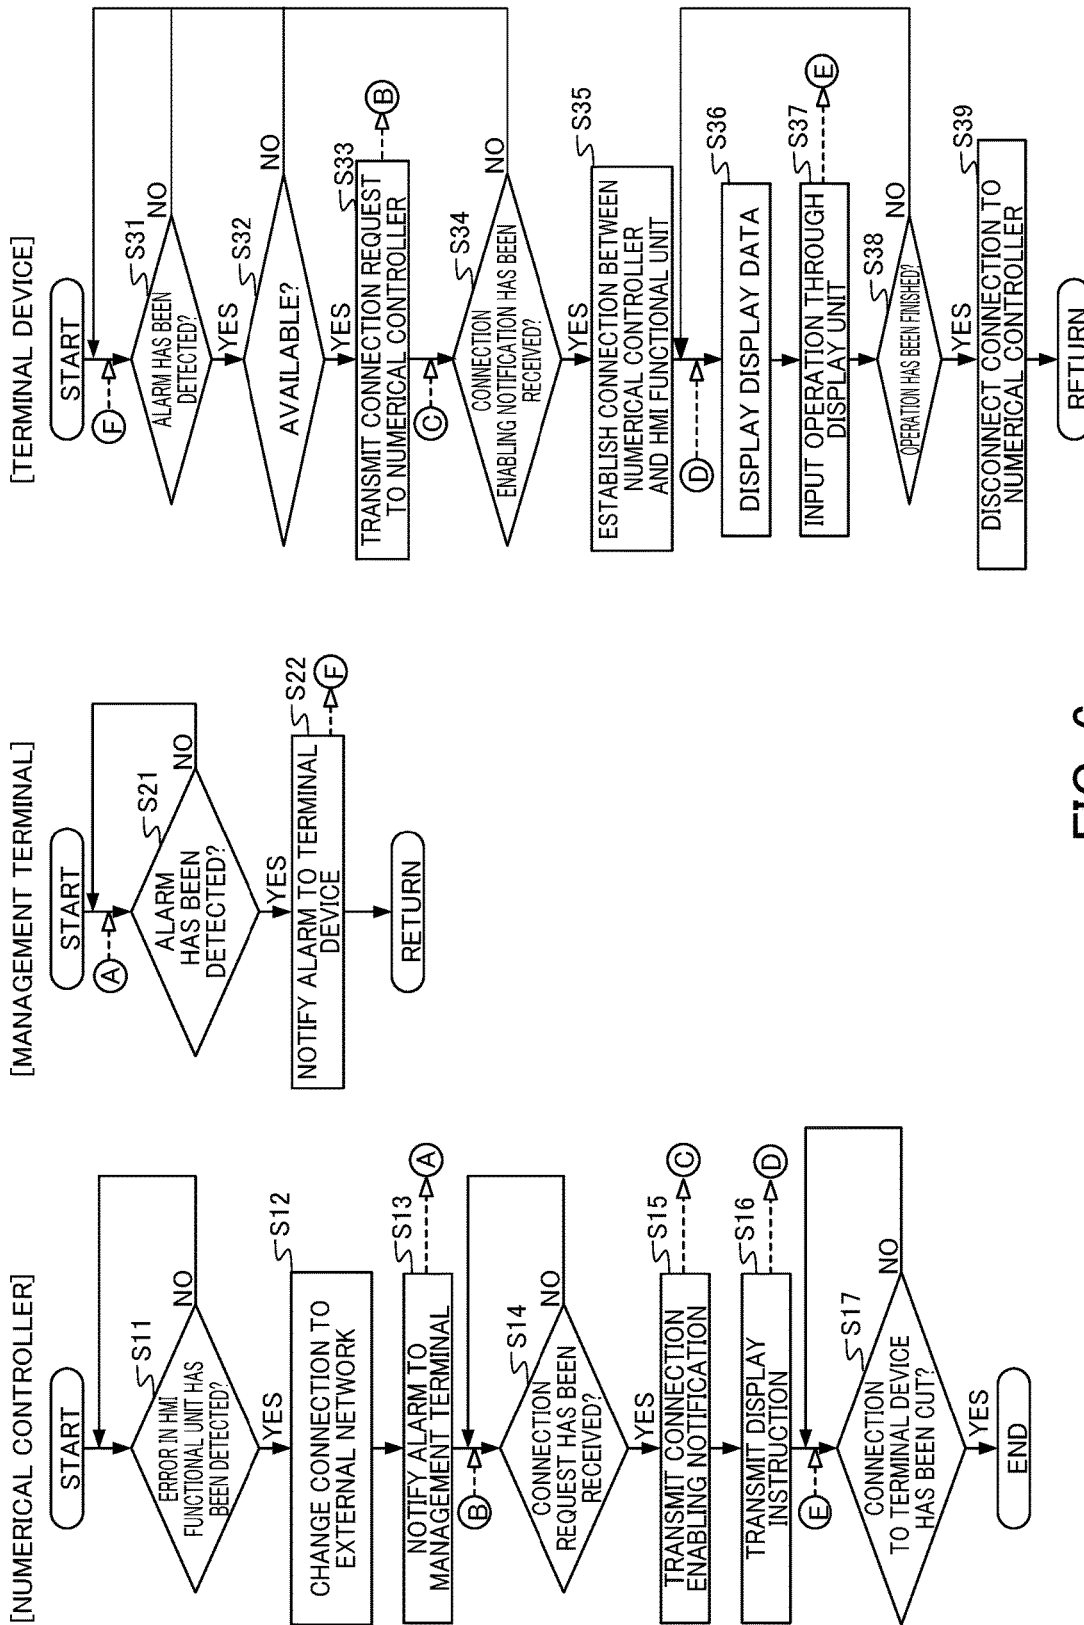 [NUMERICAL CONTROLLER]
START
S11
ERROR IN HMI
FUNCTIONAL UNIT HAS
BEEN DETECTED?
NO
YES
S12
CHANGE CONNECTION TO
EXTERNAL NETWORK
S13
NOTIFY ALARM TO
MANAGEMENT TERMINAL
A
B
S14
CONNECTION
REQUEST HAS BEEN
RECEIVED?
NO
YES
S15
TRANSMIT CONNECTION
ENABLING NOTIFICATION
C
S16
TRANSMIT DISPLAY
INSTRUCTION
D
E
S17
CONNECTION
TO TERMINAL DEVICE
HAS BEEN CUT?
NO
YES
END
[MANAGEMENT TERMINAL]
START
A
S21
ALARM
HAS BEEN
DETECTED?
NO
YES
S22
NOTIFY ALARM TO TERMINAL
DEVICE
F
RETURN
[TERMINAL DEVICE]
START
F
S31
ALARM HAS BEEN
DETECTED?
NO
YES
S32
AVAILABLE?
NO
YES
S33
TRANSMIT CONNECTION REQUEST
TO NUMERICAL CONTROLLER
B
C
S34
CONNECTION
ENABLING NOTIFICATION HAS BEEN
RECEIVED?
NO
YES
S35
ESTABLISH CONNECTION BETWEEN
NUMERICAL CONTROLLER
AND HMI FUNCTIONAL UNIT
D
S36
DISPLAY DISPLAY DATA
S37
INPUT OPERATION THROUGH
DISPLAY UNIT
E
S38
OPERATION HAS BEEN FINISHED?
NO
YES
S39
DISCONNECT CONNECTION TO
NUMERICAL CONTROLLER
RETURN
FIG.